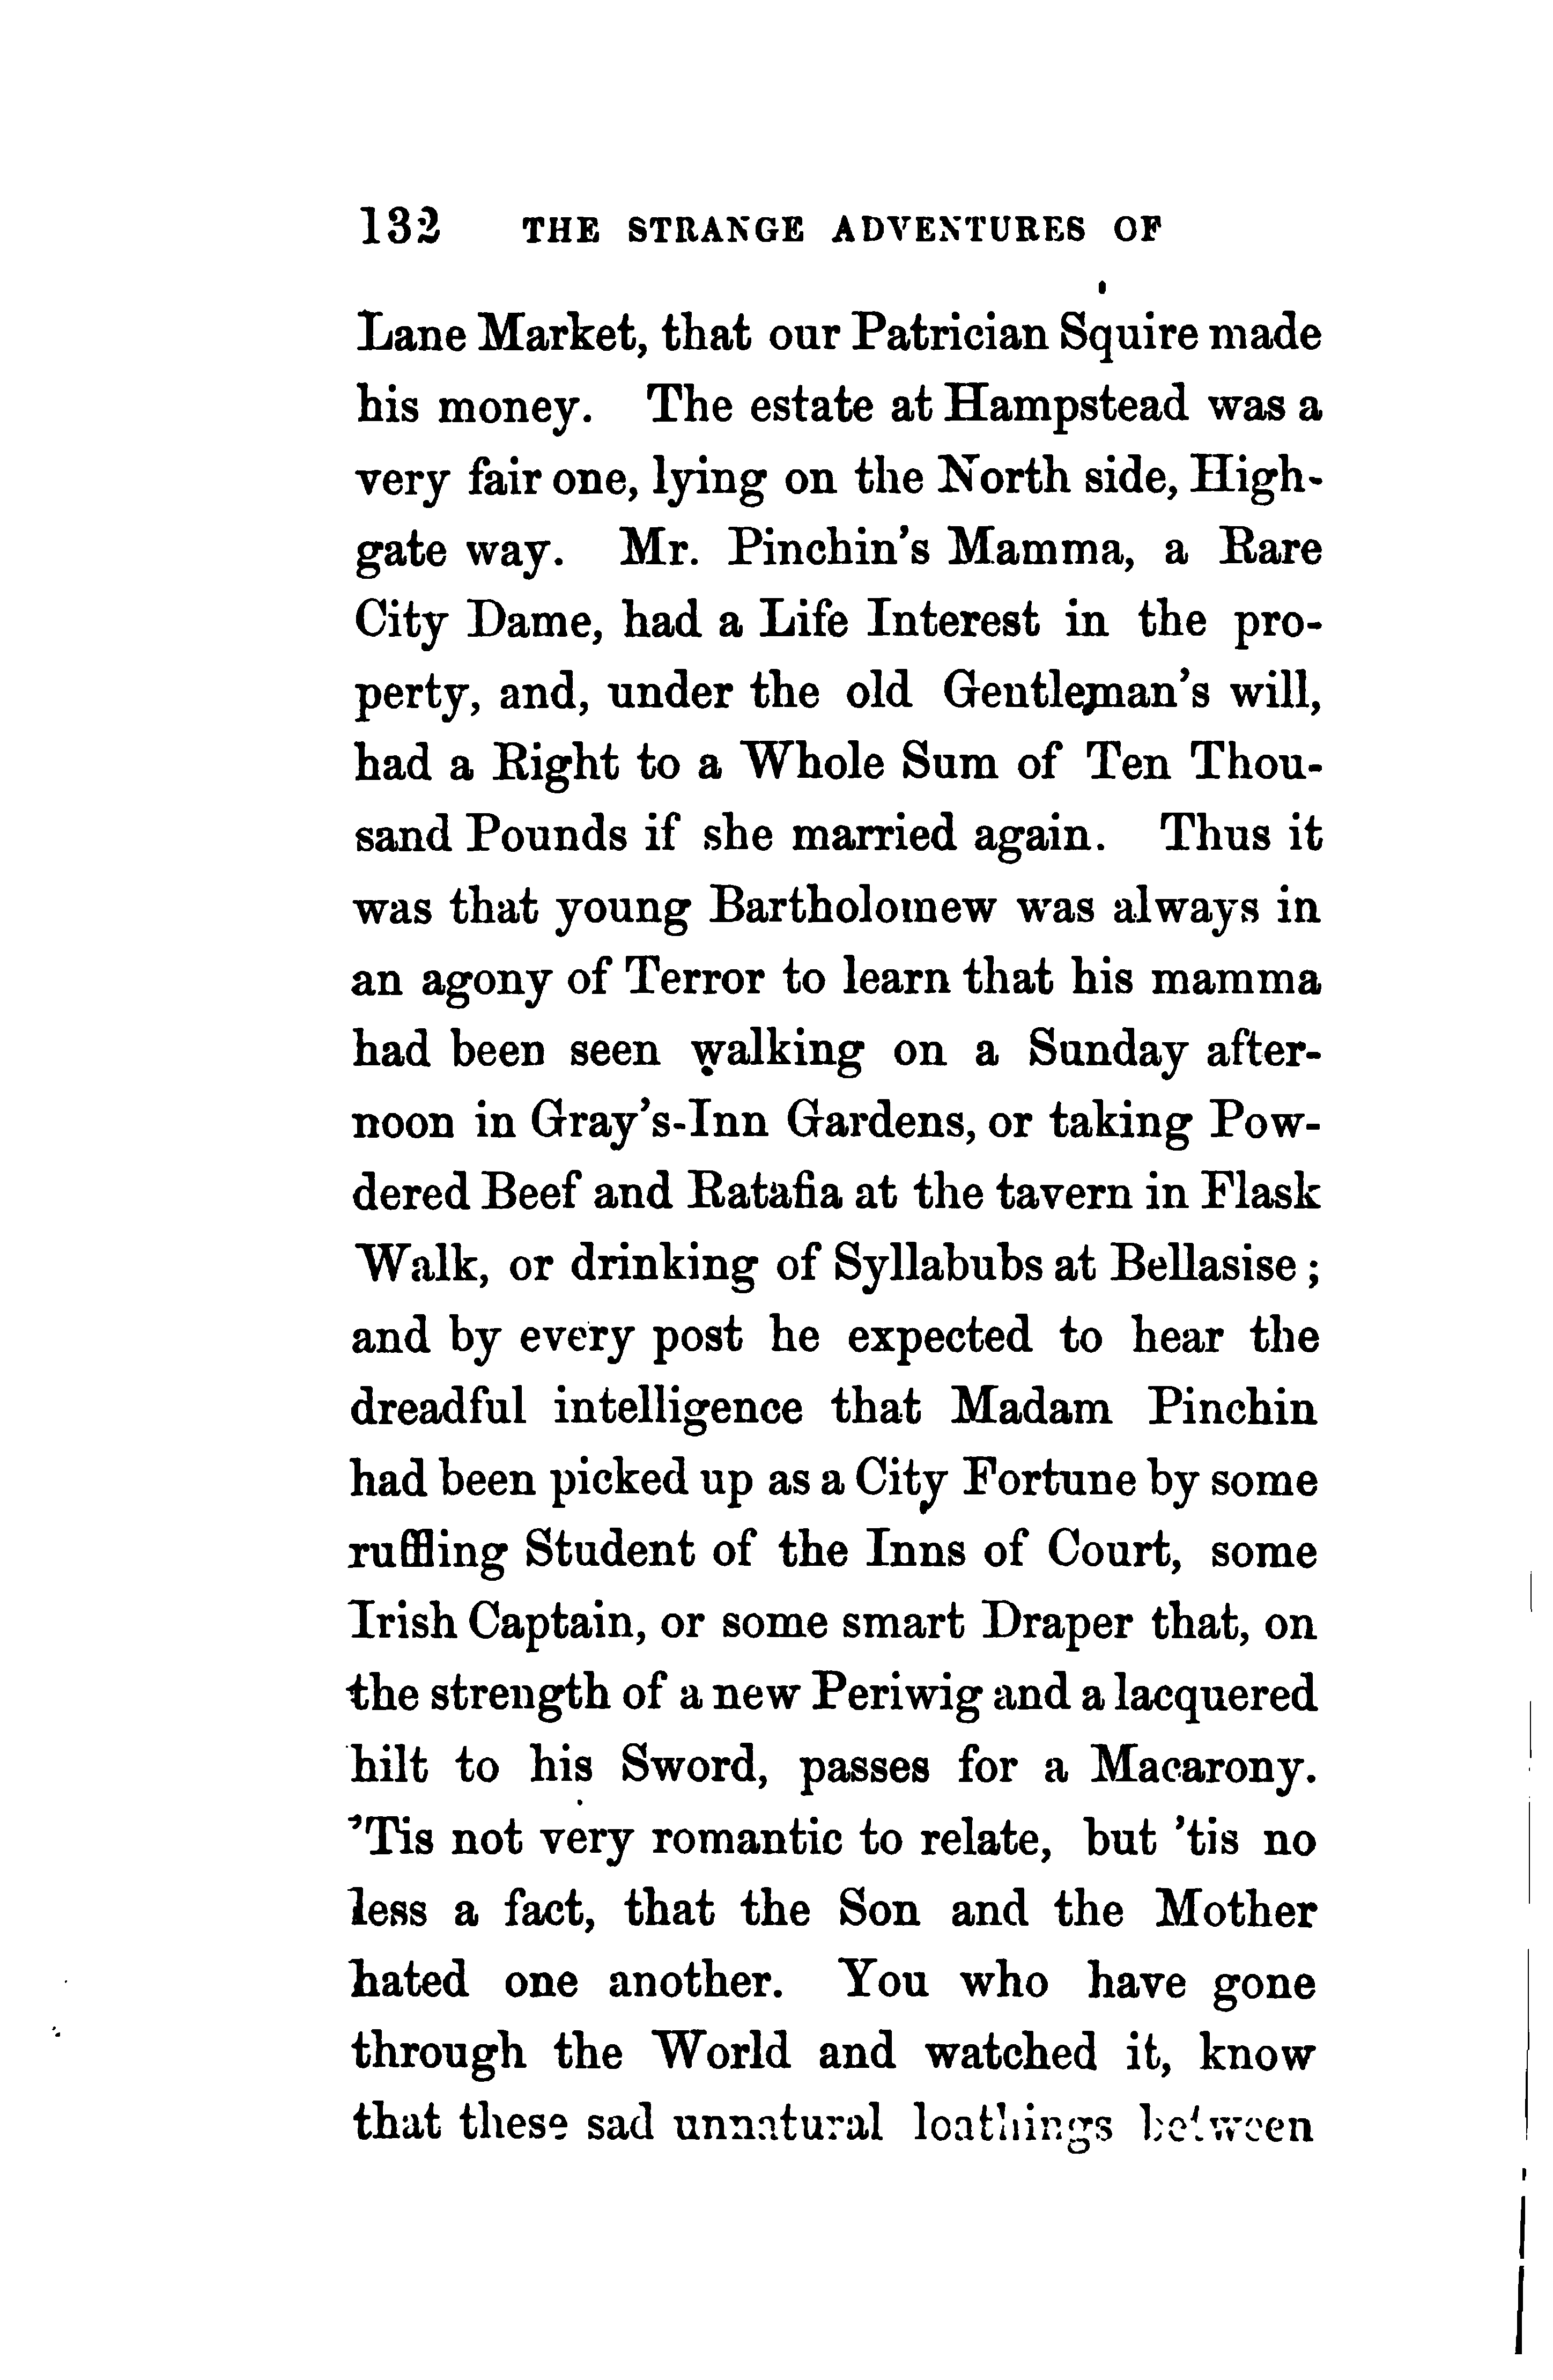 132 THE STRANGE ADVENTURES OF
Lane Market, that our Patrician Squire made
his money. The estate at Hampstead was a
very fair one, lying on the North side, High-
gate way. Mr. Pinchin's Mamma, a Rare
City Dame, had a Life Interest in the pro-
perty, and, under the old Gentleman's will,
had a Right to a Whole Sum of Ten Thou-
sand Pounds if she married again. Thus it
was that young Bartholomew was always in
an agony of Terror to learn that his mamma
had been seen walking on a Sunday after-
noon in Gray's-Inn Gardens, or taking Pow-
dered Beef and Ratafia at the tavern in Flask
Walk, or drinking of Syllabubs at Bellasise;
and by every post he expected to hear the
dreadful intelligence that Madam Pinchin
had been picked up as a City Fortune by some
ruffling Student of the Inns of Court, some
Irish Captain, or some smart Draper that, on
the strength of a new Periwig and a lacquered
hilt to his Sword, passes for a Macarony.
'Tis not very romantic to relate, but 'tis no
less a fact, that the Son and the Mother
hated one another. You who have gone
through the World and watched it, know
that these sad unnatural loathings between